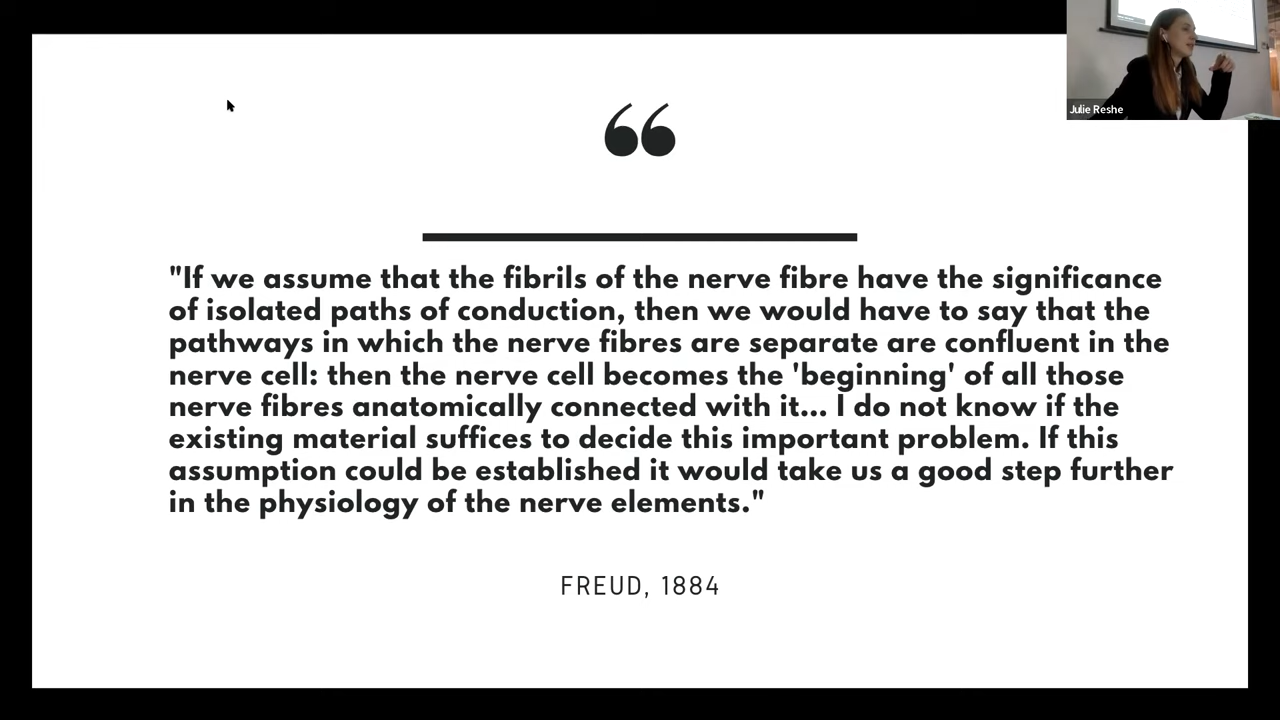 Julie Reshe
“
"If we assume that the fibrils of the nerve fibre have the significance
of isolated paths of conduction, then we would have to say that the
pathways in which the nerve fibres are separate are confluent in the
nerve cell: then the nerve cell becomes the 'beginning' of all those
nerve fibres anatomically connected with it... I do not know if the
existing material suffices to decide this important problem. If this
assumption could be established it would take us a good step further
in the physiology of the nerve elements."
FREUD, 1884